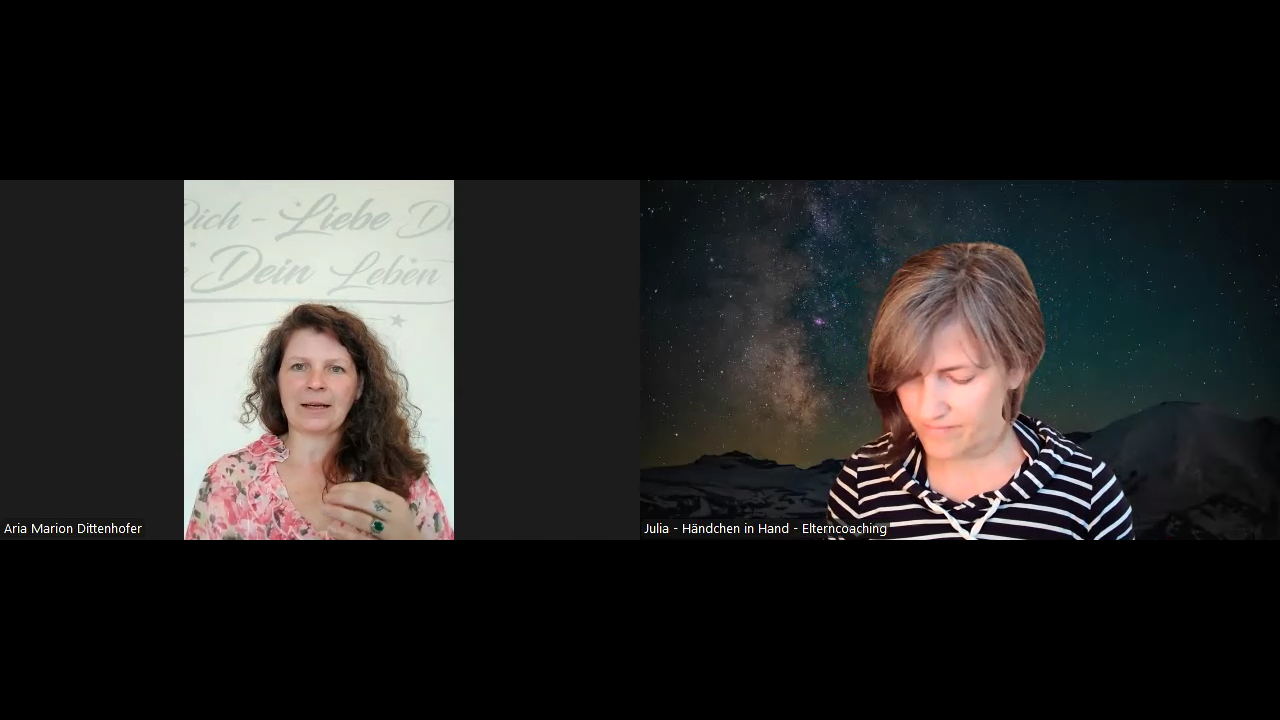 Dich - Liebe
Dein Leben
Aria Marion Dittenhofer
Julia - Händchen in Hand - Elterncoaching